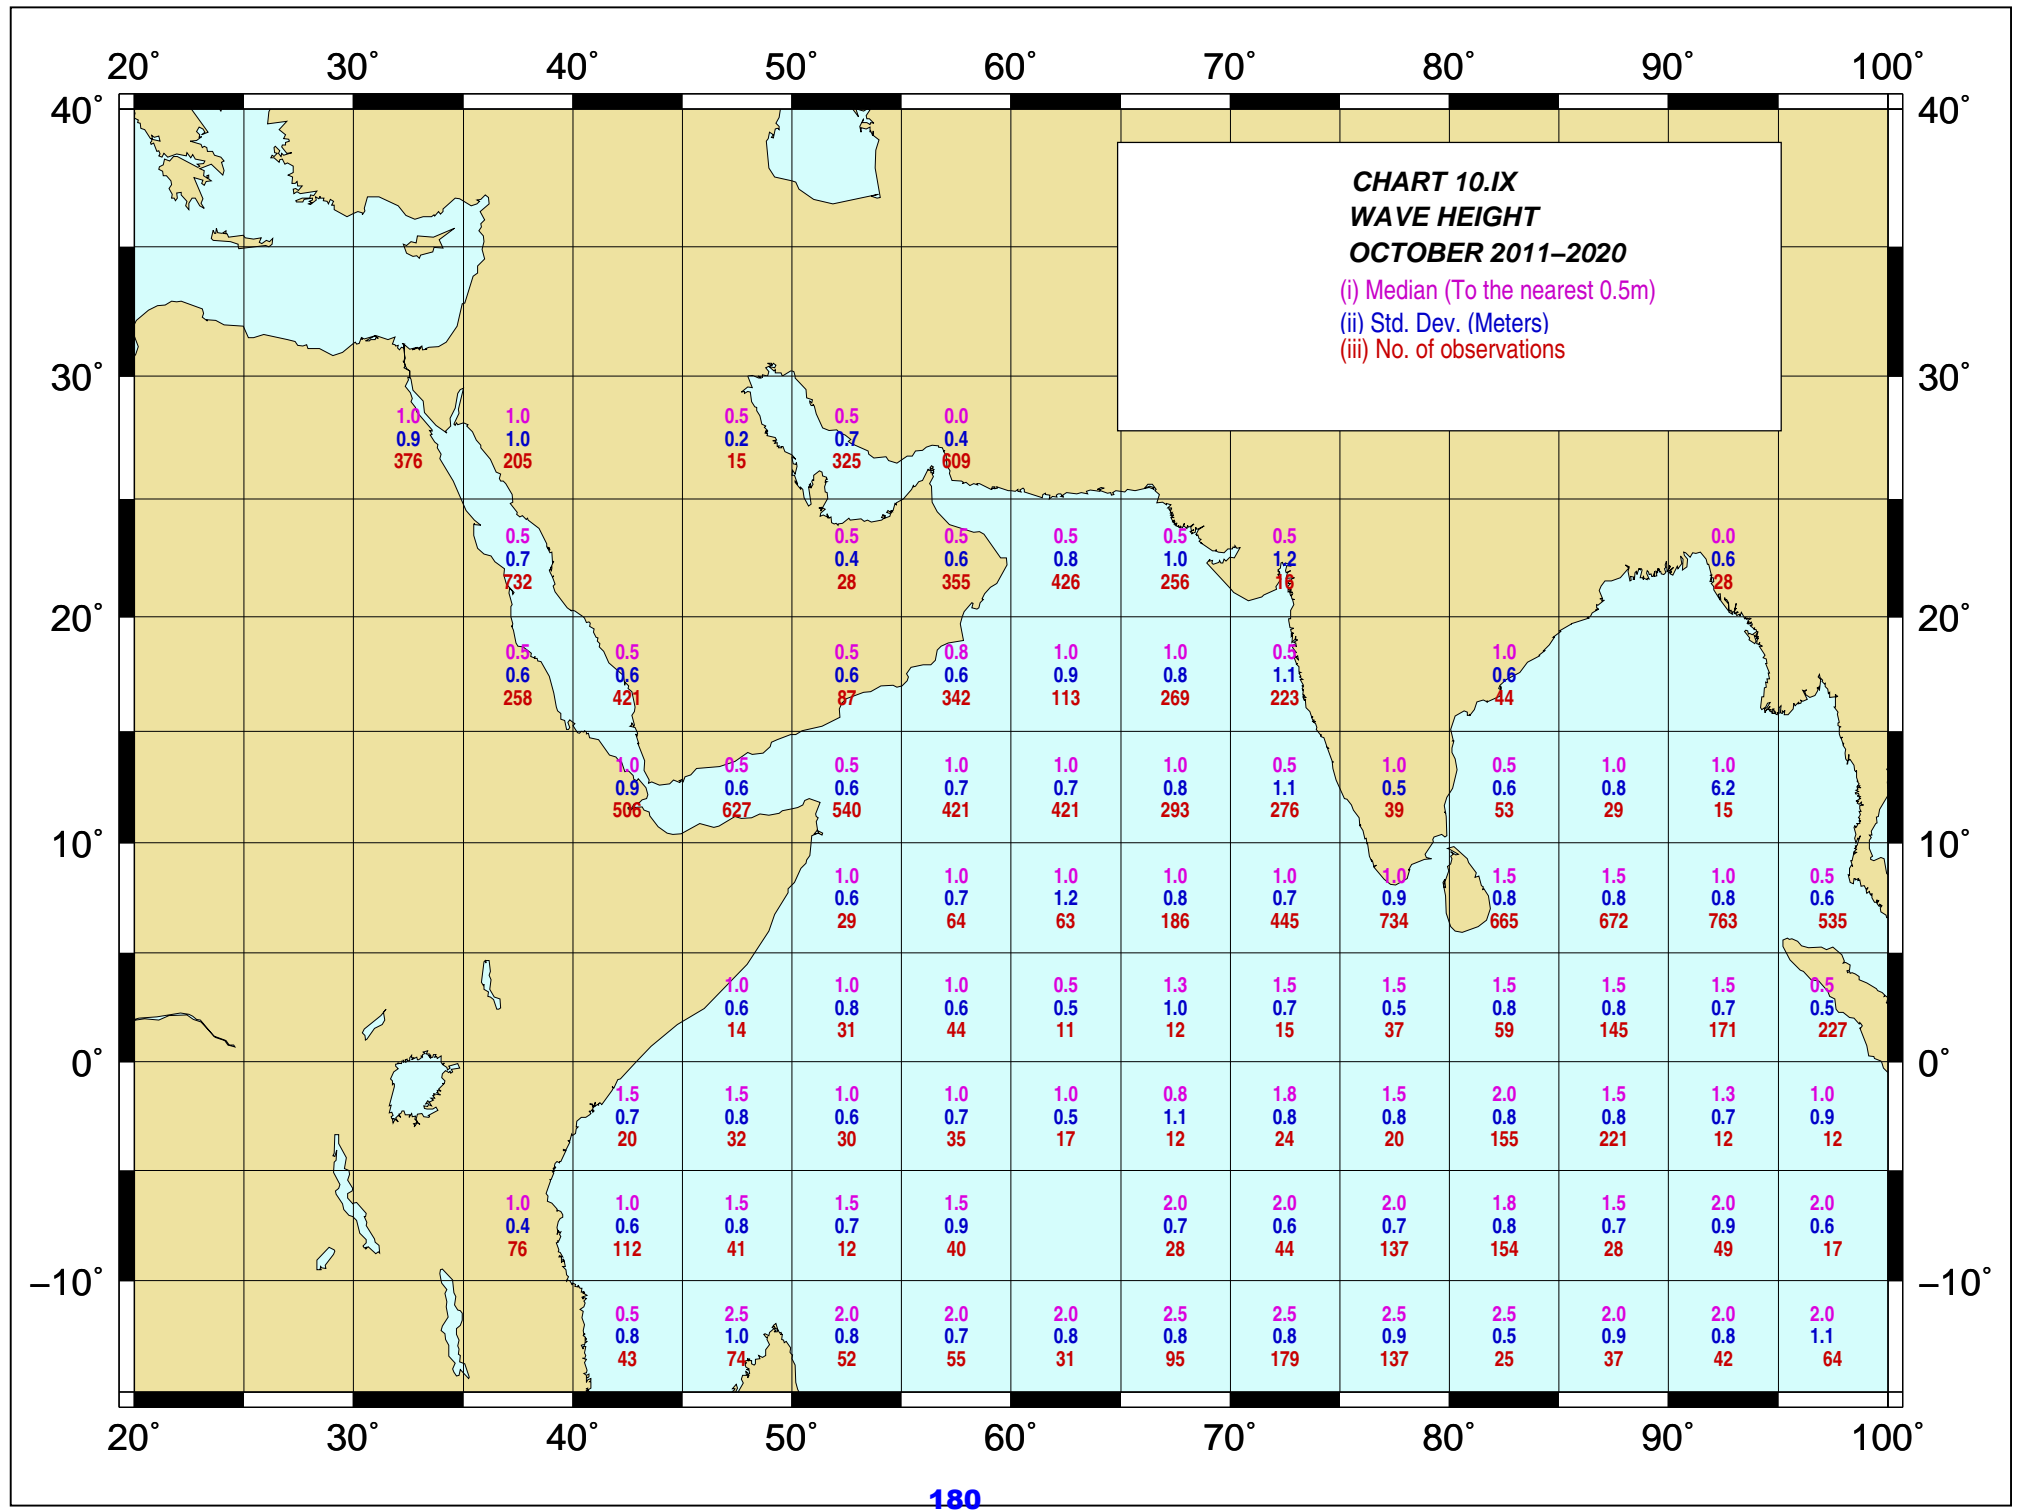 20° 30° 40° 50° 60° 70° 80° 90° 100°
40° 40°
CHART 10.IX
WAVE HEIGHT
OCTOBER 2011–2020
(i) Median (To the nearest 0.5m)
(ii) Std. Dev. (Meters)
(iii) No. of observations
30° 30°
1.0 1.0 0.5 0.5 0.0
0.9 1.0 0.2 0.7 0.4
376 205 15 325 609
0.5 0.5 0.5 0.5 0.5 0.5 0.0
0.7 0.4 0.6 0.8 1.0 1.2 0.6
732 28 355 426 256 16 28
20° 20°
0.5 0.5 0.5 0.8 1.0 1.0 0.5 1.0
0.6 0.6 0.6 0.6 0.9 0.8 1.1 0.6
258 421 87 342 113 269 223 44
1.0 0.5 0.5 1.0 1.0 1.0 0.5 1.0 0.5 1.0 1.0
0.9 0.6 0.6 0.7 0.7 0.8 1.1 0.5 0.6 0.8 6.2
506 627 540 421 421 293 276 39 53 29 15
10° 10°
1.0 1.0 1.0 1.0 1.0 1.0 1.5 1.5 1.0 0.5
0.6 0.7 1.2 0.8 0.7 0.9 0.8 0.8 0.8 0.6
29 64 63 186 445 734 665 672 763 535
1.0 1.0 1.0 0.5 1.3 1.5 1.5 1.5 1.5 1.5 0.5
0.6 0.8 0.6 0.5 1.0 0.7 0.5 0.8 0.8 0.7 0.5
14 31 44 11 12 15 37 59 145 171 227
0° 0°
1.5 1.5 1.0 1.0 1.0 0.8 1.8 1.5 2.0 1.5 1.3 1.0
0.7 0.8 0.6 0.7 0.5 1.1 0.8 0.8 0.8 0.8 0.7 0.9
20 32 30 35 17 12 24 20 155 221 12 12
1.0 1.0 1.5 1.5 1.5 2.0 2.0 2.0 1.8 1.5 2.0 2.0
0.4 0.6 0.8 0.7 0.9 0.7 0.6 0.7 0.8 0.7 0.9 0.6
76 112 41 12 40 28 44 137 154 28 49 17
–10° –10°
0.5 2.5 2.0 2.0 2.0 2.5 2.5 2.5 2.5 2.0 2.0 2.0
0.8 1.0 0.8 0.7 0.8 0.8 0.8 0.9 0.5 0.9 0.8 1.1
43 74 52 55 31 95 179 137 25 37 42 64
20° 30° 40° 50° 60° 70° 80° 90° 100°
180